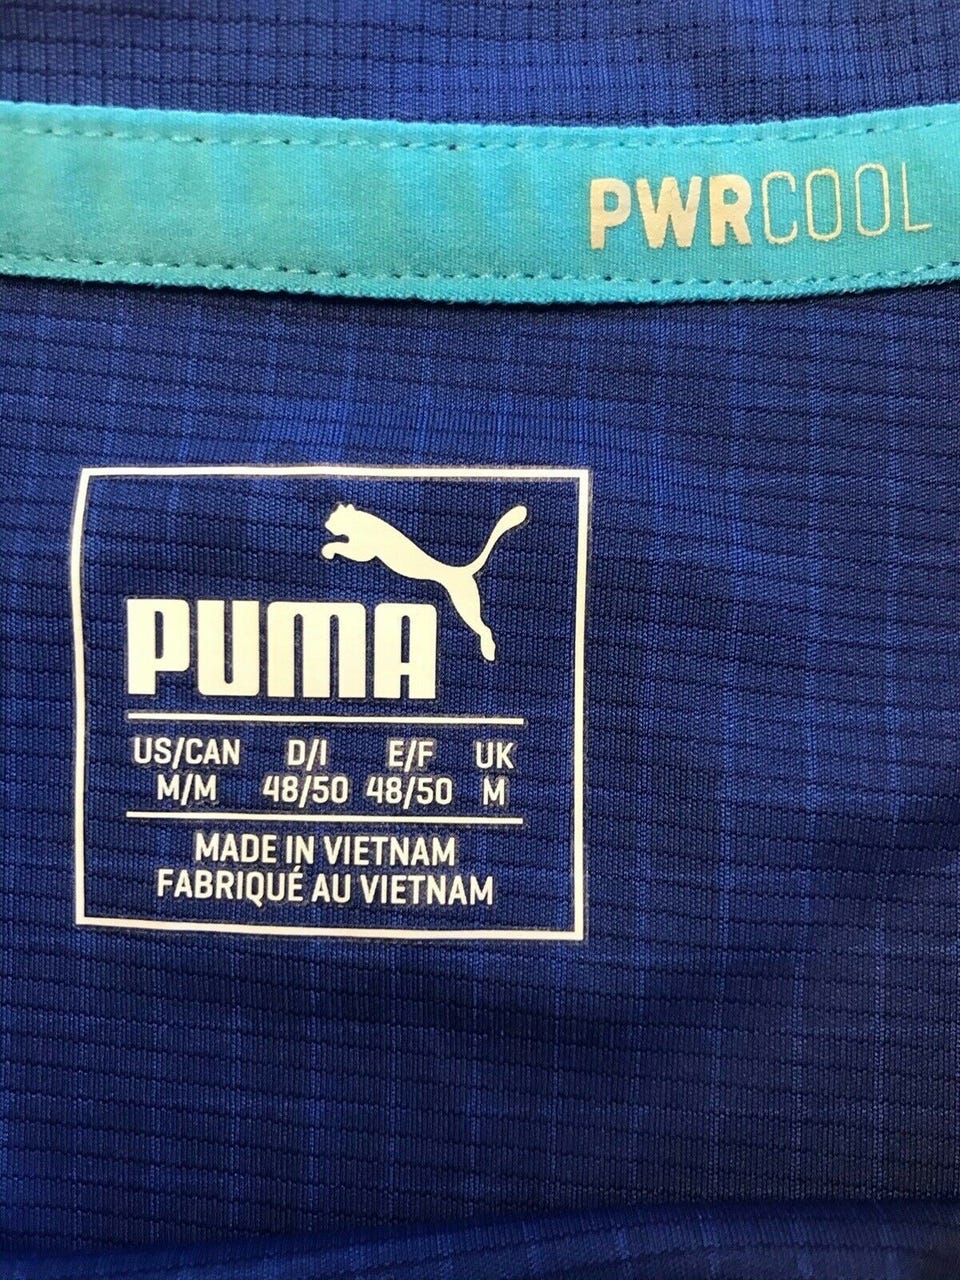 PWRCOOL
PUMA
US/CAN D/I E/F UK
M/M 48/50 48/50 M
MADE IN VIETNAM
FABRIQUÉ AU VIETNAM